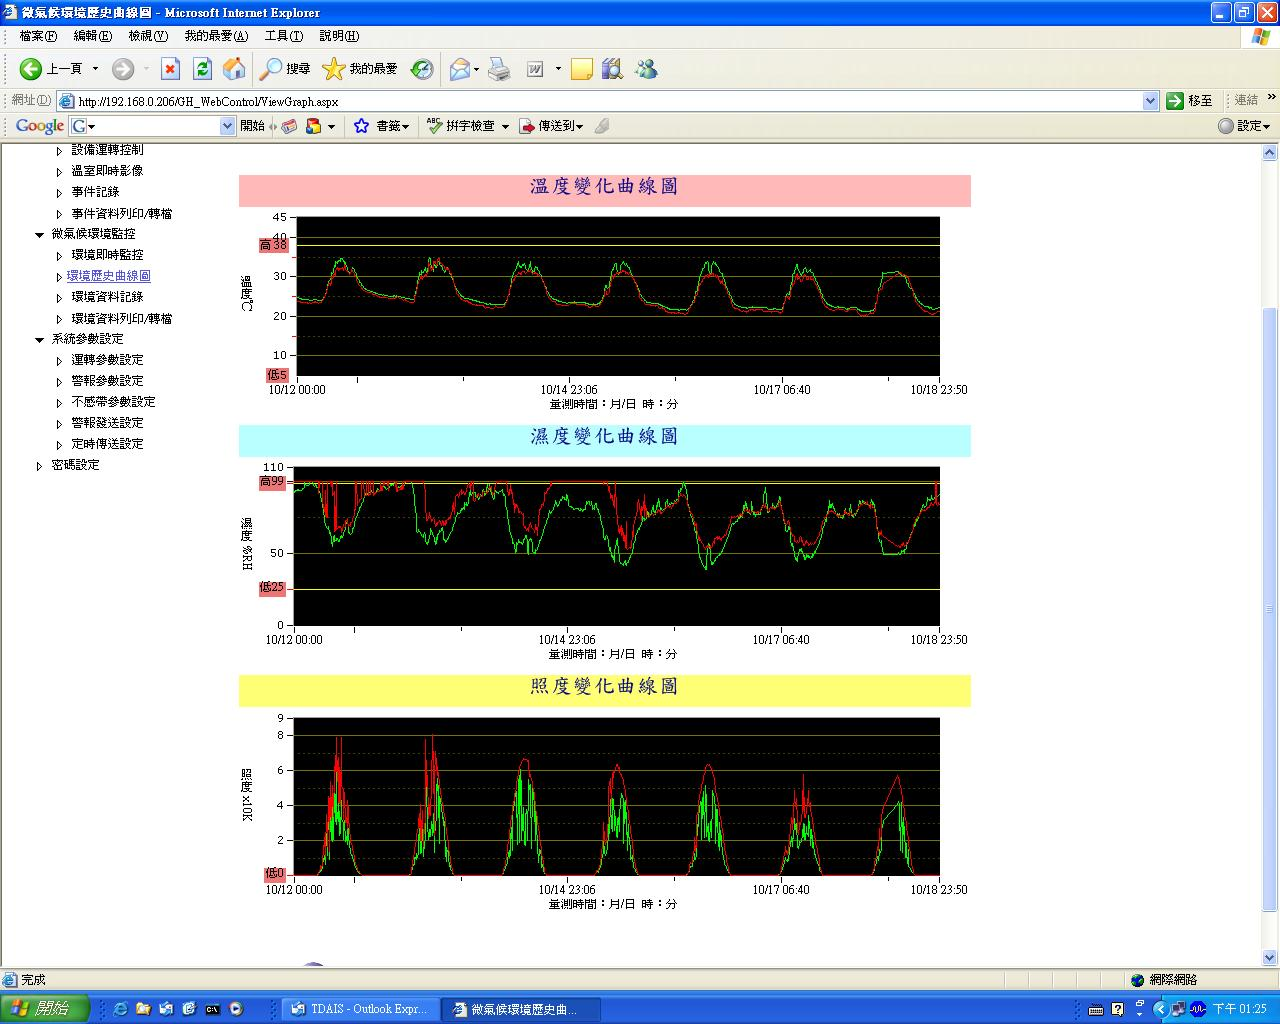 微氣候環境歷史曲線圖 - Microsoft Internet Explorer
檔案(F) 編輯(E) 檢視(V) 我的最愛(A) 工具(T) 說明(H)
上一頁 搜尋 我的最愛
網址(D) http://192.168.0.206/GH_WebControl/ViewGraph.aspx 移至 連結 »
Google G 開始 書籤 ABC 拼字檢查 傳送到 設定
設備運轉控制
溫室即時影像
事件記錄
事件資料列印/轉檔
微氣候環境監控
環境即時監控
環境歷史曲線圖
環境資料記錄
環境資料列印/轉檔
系統參數設定
運轉參數設定
警報參數設定
不感帶參數設定
警報發送設定
定時傳送設定
密碼設定
溫度變化曲線圖
45
40
高38
30
20
10
低5
溫度℃
10/12 00:00 10/14 23:06 10/17 06:40 10/18 23:50
量測時間：月/日 時：分
濕度變化曲線圖
110
高99
50
低25
0
濕度 %RH
10/12 00:00 10/14 23:06 10/17 06:40 10/18 23:50
量測時間：月/日 時：分
照度變化曲線圖
9
8
6
4
2
低0
照度 x10K
10/12 00:00 10/14 23:06 10/17 06:40 10/18 23:50
量測時間：月/日 時：分
完成 網際網路
開始 TDAIS - Outlook Expr... 微氣候環境歷史曲... 下午 01:25